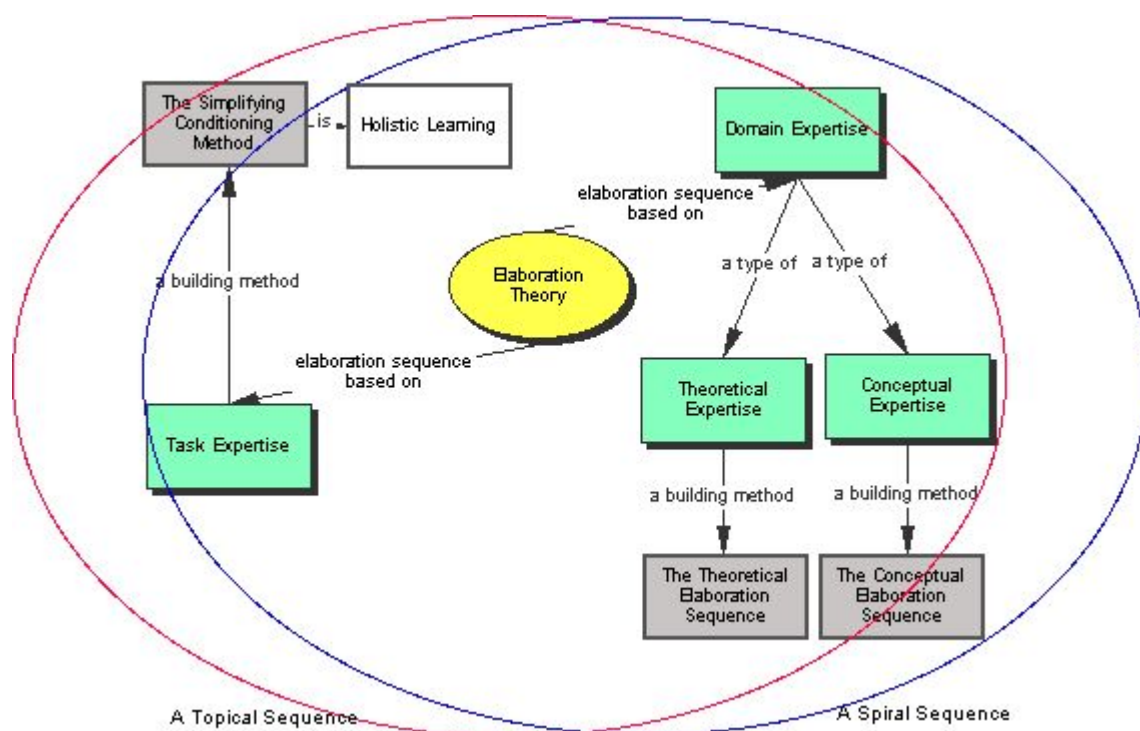 The Simplifying
Conditioning
Method
is
Holistic Learning
Domain Expertise
elaboration sequence
based on
a building method
Elaboration
Theory
a type of
a type of
elaboration sequence
based on
Theoretical
Expertise
Conceptual
Expertise
Task Expertise
a building method
a building method
The Theoretical
Elaboration
Sequence
The Conceptual
Elaboration
Sequence
A Topical Sequence
A Spiral Sequence